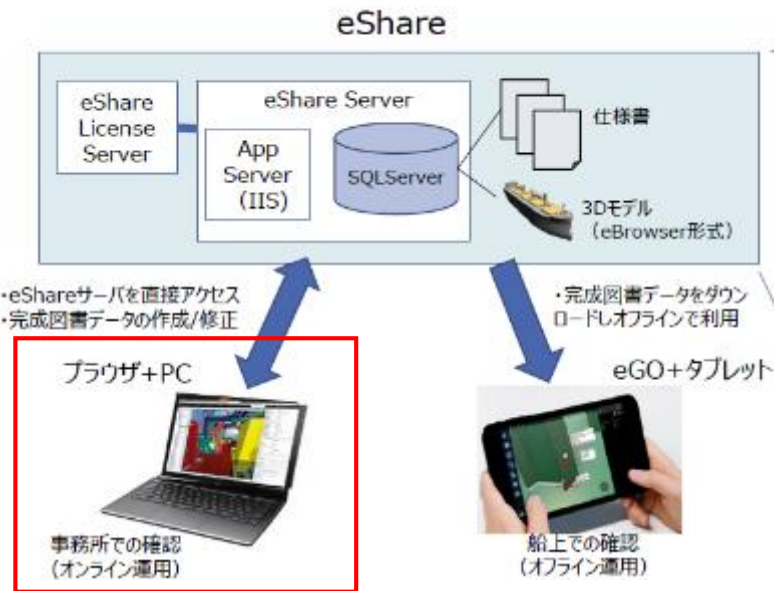 eShare
eShare
License
Server
eShare Server
App
Server
(IIS)
SQLServer
仕様書
3Dモデル
(eBrowser形式)
・eShareサーバを直接アクセス
・完成図書データの作成/修正
・完成図書データをダウン
ロードしオフラインで利用
ブラウザ+PC
eGO+タブレット
事務所での確認
(オンライン運用)
船上での確認
(オフライン運用)